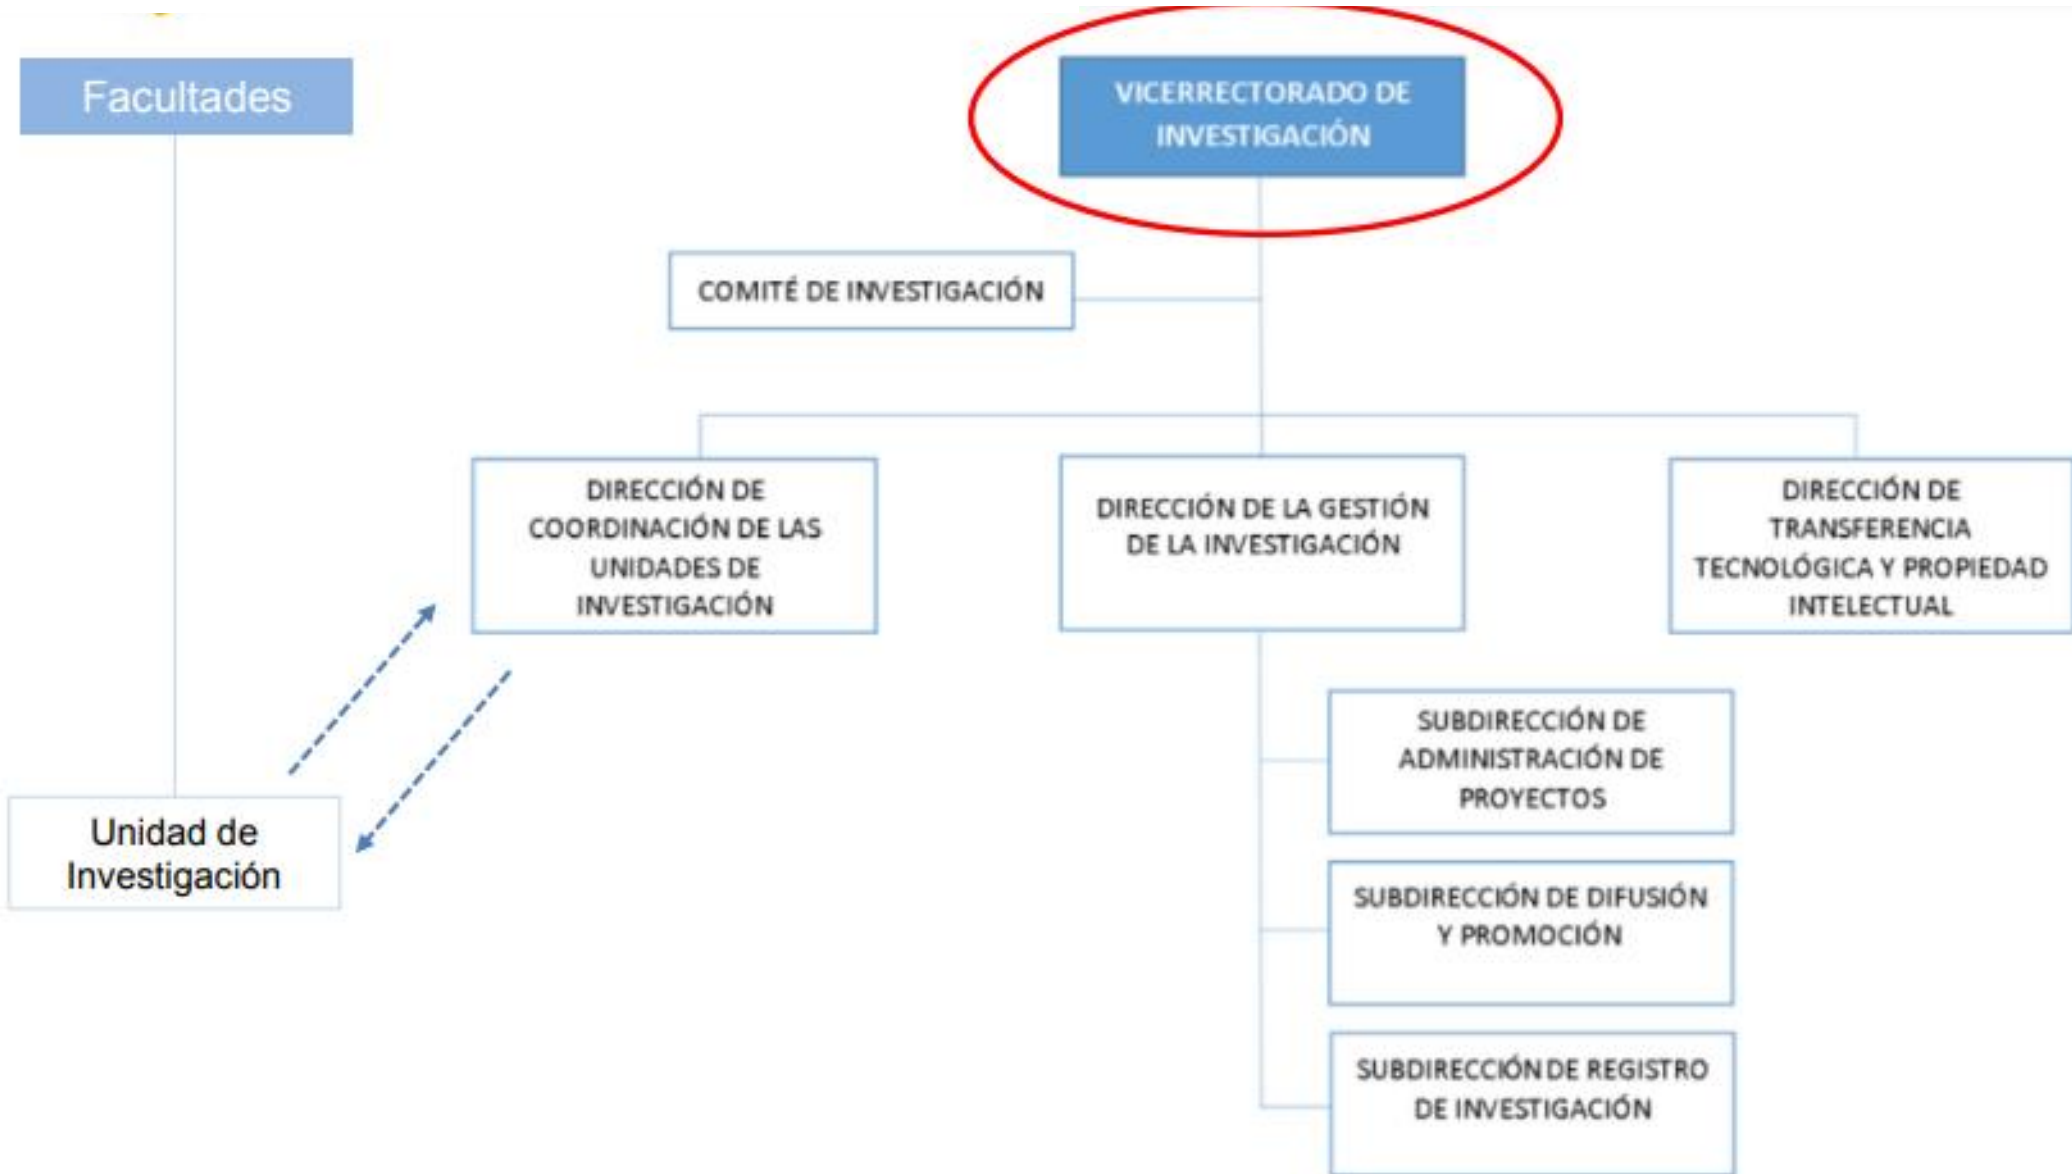 Facultades
VICERRECTORADO DE
INVESTIGACIÓN
COMITÉ DE INVESTIGACIÓN
DIRECCIÓN DE
COORDINACIÓN DE LAS
UNIDADES DE
INVESTIGACIÓN
DIRECCIÓN DE LA GESTIÓN
DE LA INVESTIGACIÓN
DIRECCIÓN DE
TRANSFERENCIA
TECNOLÓGICA Y PROPIEDAD
INTELECTUAL
Unidad de
Investigación
SUBDIRECCIÓN DE
ADMINISTRACIÓN DE
PROYECTOS
SUBDIRECCIÓN DE DIFUSIÓN
Y PROMOCIÓN
SUBDIRECCIÓN DE REGISTRO
DE INVESTIGACIÓN